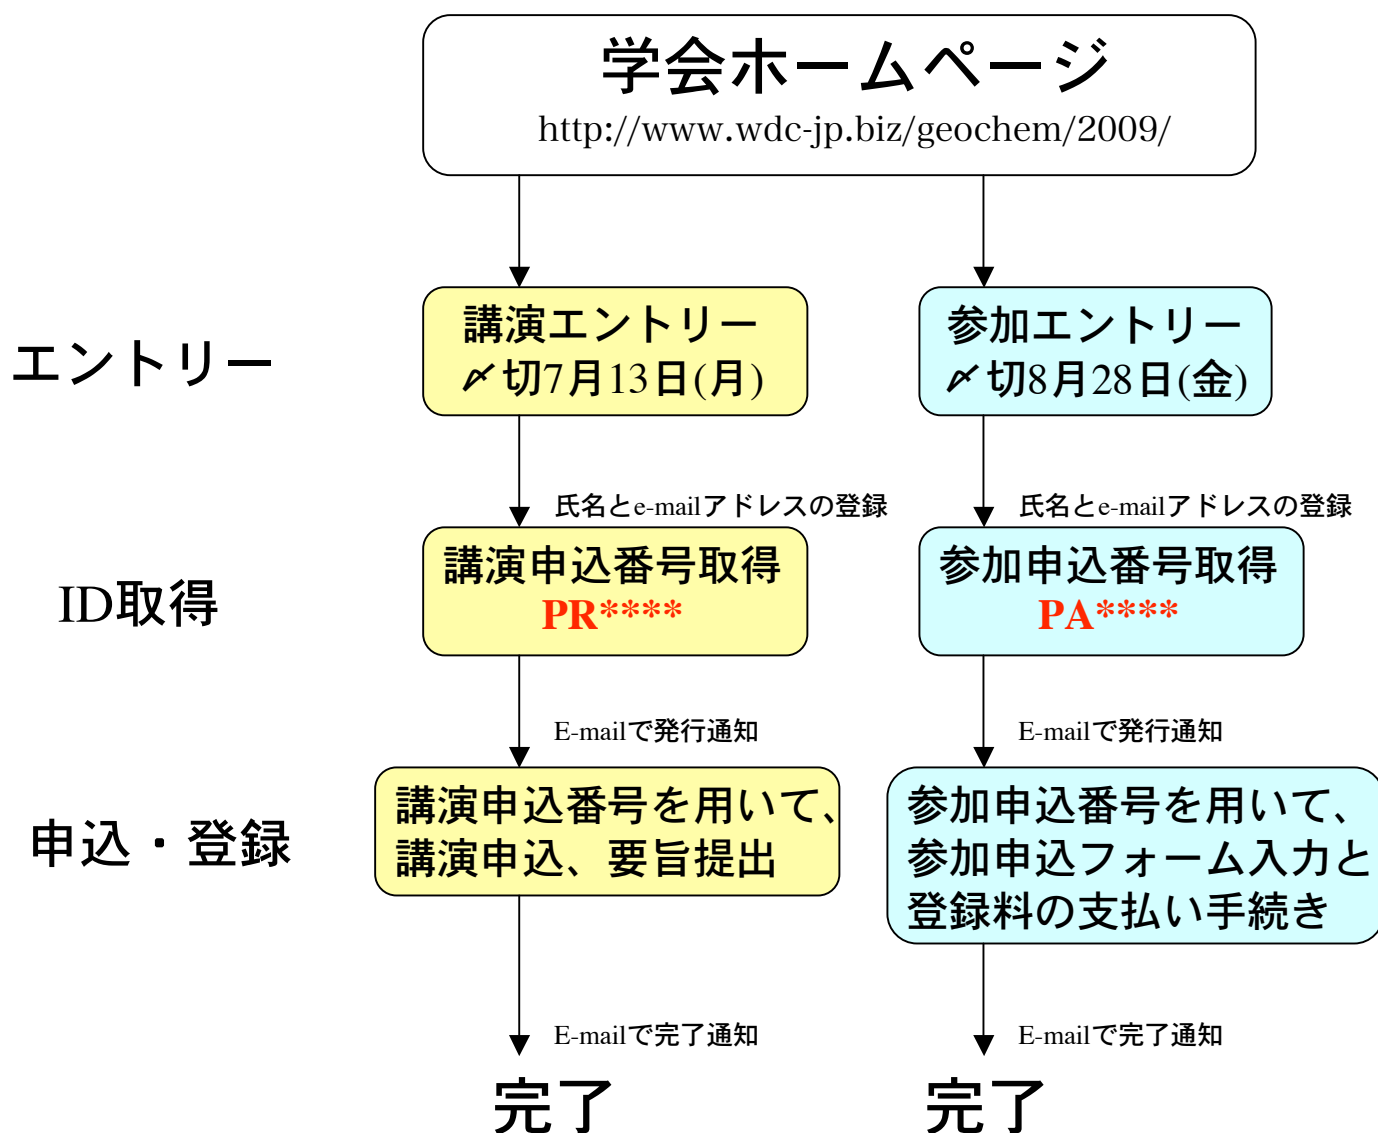 学会ホームページ
http://www.wdc-jp.biz/geochem/2009/
エントリー
講演エントリー
〆切7月13日(月)
参加エントリー
〆切8月28日(金)
氏名とe-mailアドレスの登録
氏名とe-mailアドレスの登録
ID取得
講演申込番号取得
PR****
参加申込番号取得
PA****
E-mailで発行通知
E-mailで発行通知
申込・登録
講演申込番号を用いて、
講演申込、要旨提出
参加申込番号を用いて、
参加申込フォーム入力と
登録料の支払い手続き
E-mailで完了通知
E-mailで完了通知
完了
完了